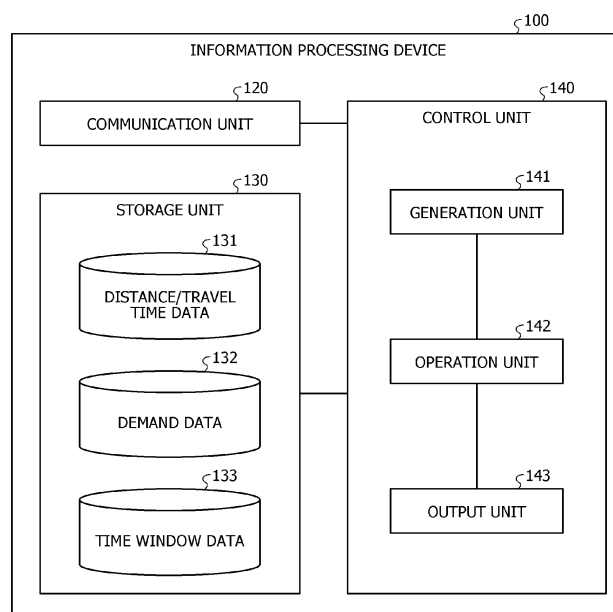 100
INFORMATION PROCESSING DEVICE
120
COMMUNICATION UNIT
130
STORAGE UNIT
131
DISTANCE/TRAVEL
TIME DATA
132
DEMAND DATA
133
TIME WINDOW DATA
140
CONTROL UNIT
141
GENERATION UNIT
142
OPERATION UNIT
143
OUTPUT UNIT